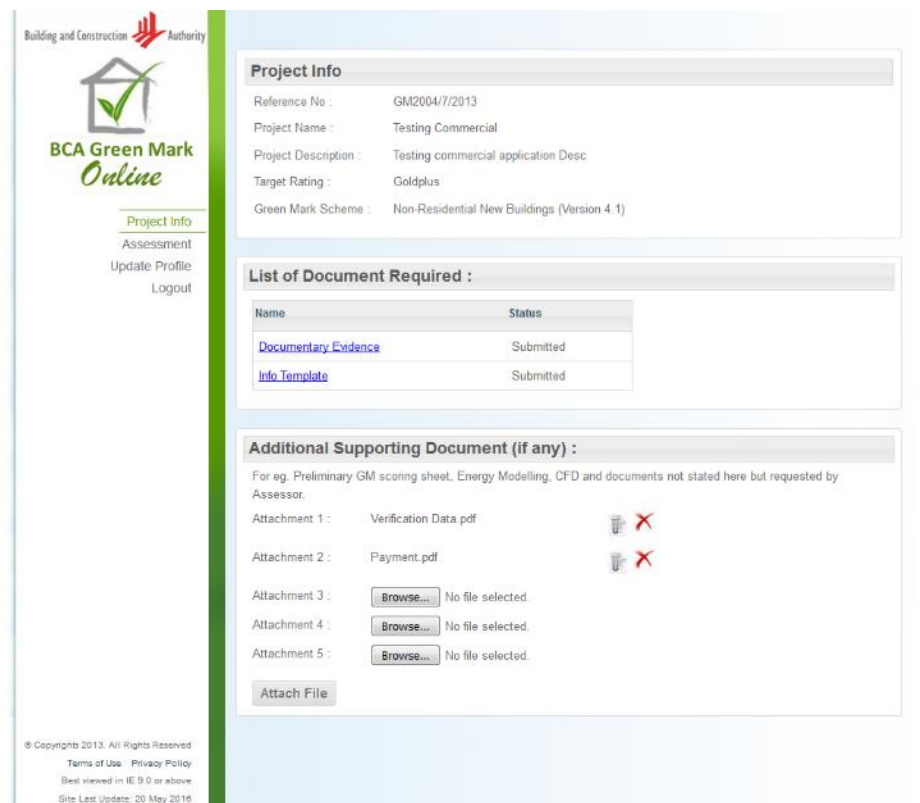 Building and Construction Authority
BCA Green Mark
Online
Project Info
Assessment
Update Profile
Logout
Project Info
Reference No : GM2004/7/2013
Project Name : Testing Commercial
Project Description : Testing commercial application Desc
Target Rating : Goldplus
Green Mark Scheme : Non-Residential New Buildings (Version 4.1)
List of Document Required :
Name Status
Documentary Evidence Submitted
Info Template Submitted
Additional Supporting Document (if any) :
For eg. Preliminary GM scoring sheet, Energy Modelling, CFD and documents not stated here but requested by
Assessor.
Attachment 1 : Verification Data.pdf
Attachment 2 : Payment.pdf
Attachment 3 : Browse... No file selected.
Attachment 4 : Browse... No file selected.
Attachment 5 : Browse... No file selected.
Attach File
© Copyrights 2013. All Rights Reserved
Terms of Use Privacy Policy
Best viewed in IE 9.0 or above
Site Last Update: 20 May 2016